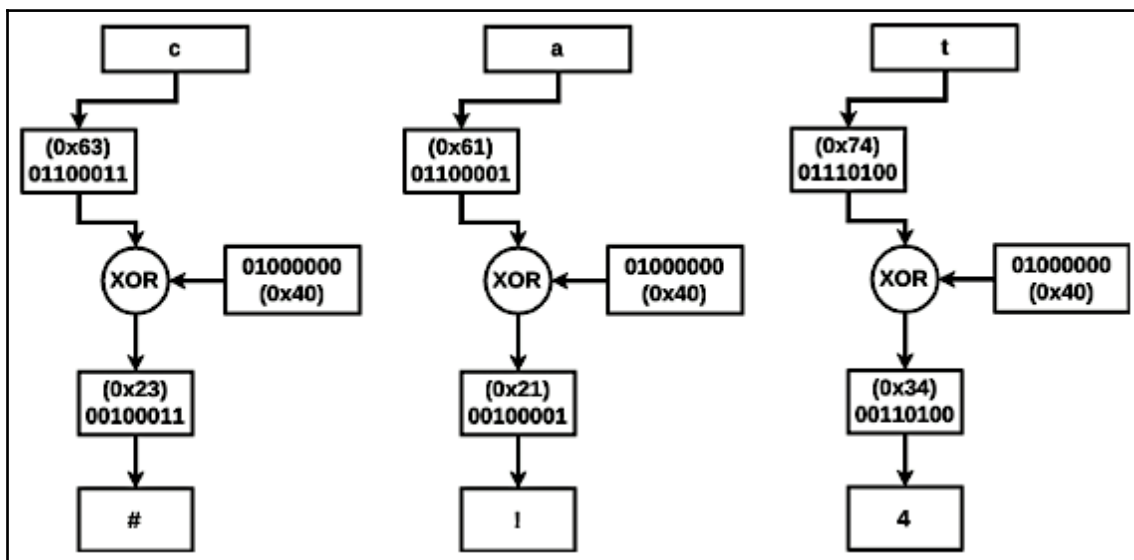 c
a
t
(0x63)
01100011
(0x61)
01100001
(0x74)
01110100
XOR
01000000
(0x40)
XOR
01000000
(0x40)
XOR
01000000
(0x40)
(0x23)
00100011
(0x21)
00100001
(0x34)
00110100
#
!
4